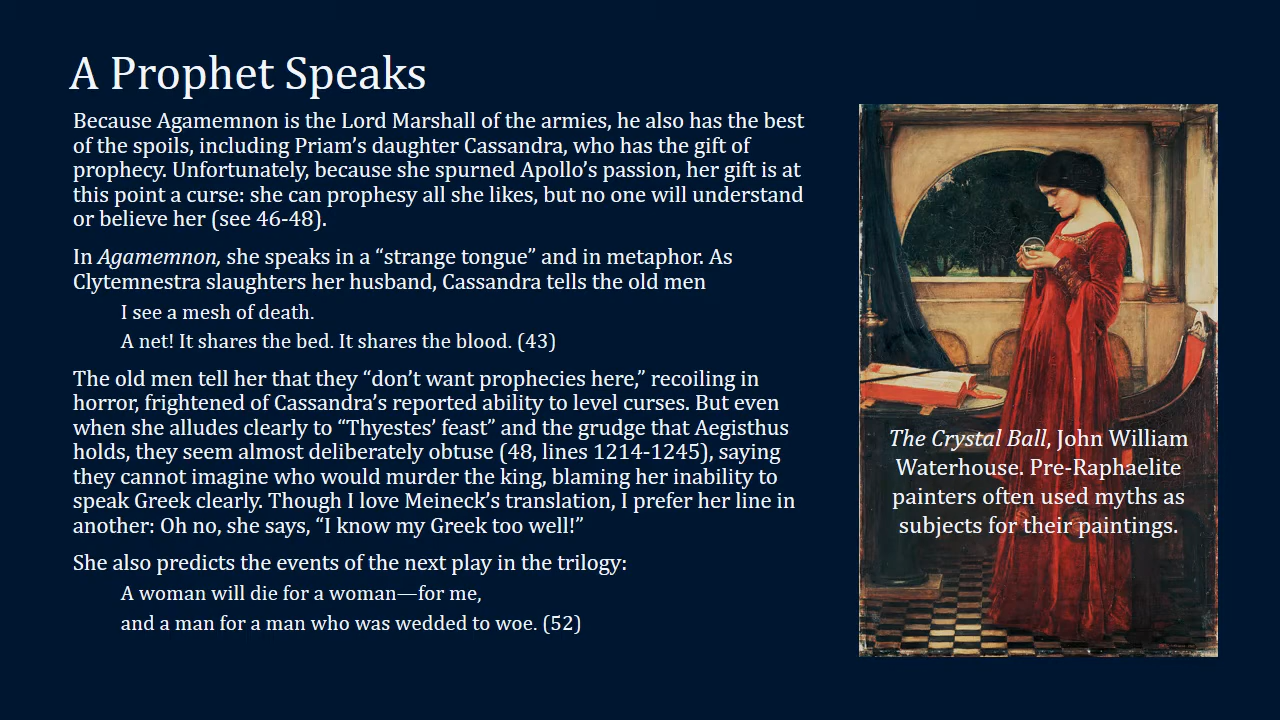 A Prophet Speaks
Because Agamemnon is the Lord Marshall of the armies, he also has the best
of the spoils, including Priam’s daughter Cassandra, who has the gift of
prophecy. Unfortunately, because she spurned Apollo’s passion, her gift is at
this point a curse: she can prophesy all she likes, but no one will understand
or believe her (see 46-48).
In Agamemnon, she speaks in a “strange tongue” and in metaphor. As
Clytemnestra slaughters her husband, Cassandra tells the old men
I see a mesh of death.
A net! It shares the bed. It shares the blood. (43)
The old men tell her that they “don’t want prophecies here,” recoiling in
horror, frightened of Cassandra’s reported ability to level curses. But even
when she alludes clearly to “Thyestes’ feast” and the grudge that Aegisthus
holds, they seem almost deliberately obtuse (48, lines 1214-1245), saying
they cannot imagine who would murder the king, blaming her inability to
speak Greek clearly. Though I love Meineck’s translation, I prefer her line in
another: Oh no, she says, “I know my Greek too well!”
She also predicts the events of the next play in the trilogy:
A woman will die for a woman—for me,
and a man for a man who was wedded to woe. (52)
The Crystal Ball, John William
Waterhouse. Pre-Raphaelite
painters often used myths as
subjects for their paintings.